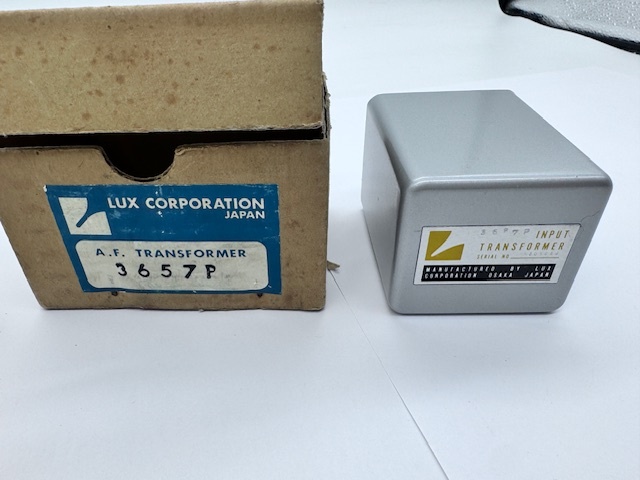 LUX CORPORATION
JAPAN
A.F. TRANSFORMER
3657P
3657P INPUT
TRANSFORMER
SERIAL NO
MANUFACTURED BY LUX
CORPORATION OSAKA JAPAN